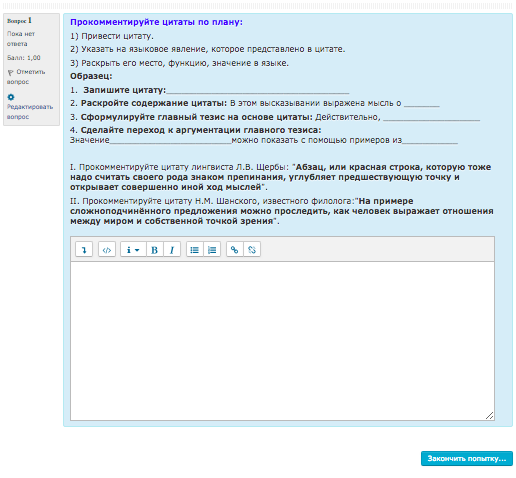 Вопрос 1
Пока нет
ответа
Балл: 1,00
Отметить
вопрос
Редактировать
вопрос
Прокомментируйте цитаты по плану:
1) Привести цитату.
2) Указать на языковое явление, которое представлено в цитате.
3) Раскрыть его место, функцию, значение в языке.
Образец:
1. Запишите цитату:________________________________________
2. Раскройте содержание цитаты: В этом высказывании выражена мысль о ________
3. Сформулируйте главный тезис на основе цитаты: Действительно, _____________________
4. Сделайте переход к аргументации главного тезиса:
Значение___________________________можно показать с помощью примеров из____________
I. Прокомментируйте цитату лингвиста Л.В. Щербы: "Абзац, или красная строка, которую тоже
надо считать своего рода знаком препинания, углубляет предшествующую точку и
открывает совершенно иной ход мыслей".
II. Прокомментируйте цитату Н.М. Шанского, известного филолога:"На примере
сложноподчинённого предложения можно проследить, как человек выражает отношения
между миром и собственной точкой зрения".
B I
Закончить попытку...